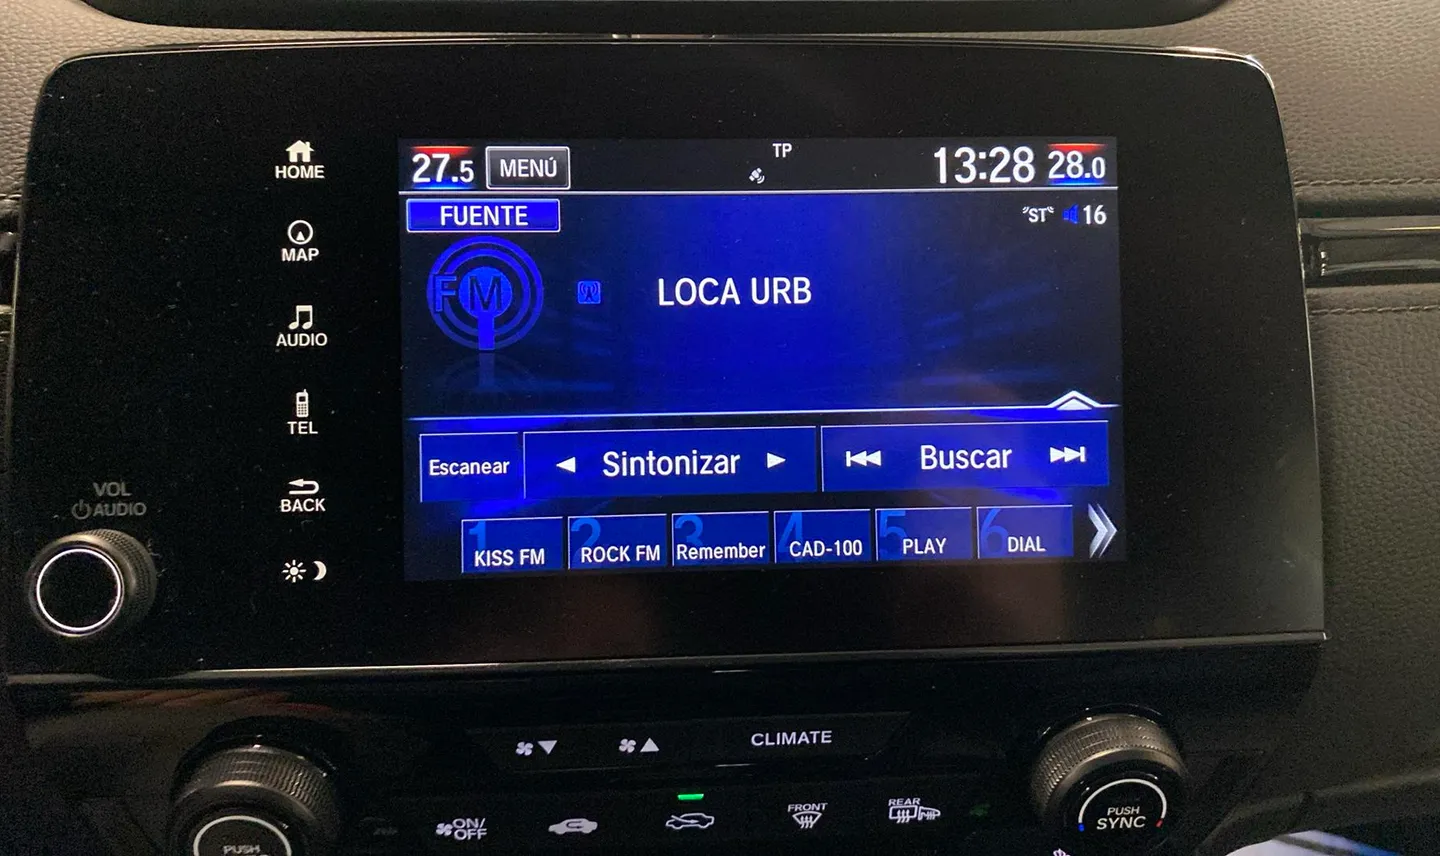 HOME
MAP
AUDIO
TEL
BACK
VOL
AUDIO
27.5 MENÚ TP 13:28 28.0
FUENTE "ST" 16
FM LOCA URB
Escanear Sintonizar Buscar
1 KISS FM 2 ROCK FM 3 Remember 4 CAD-100 5 PLAY 6 DIAL
CLIMATE
ON/
OFF
FRONT
REAR
PUSH
PUSH
SYNC